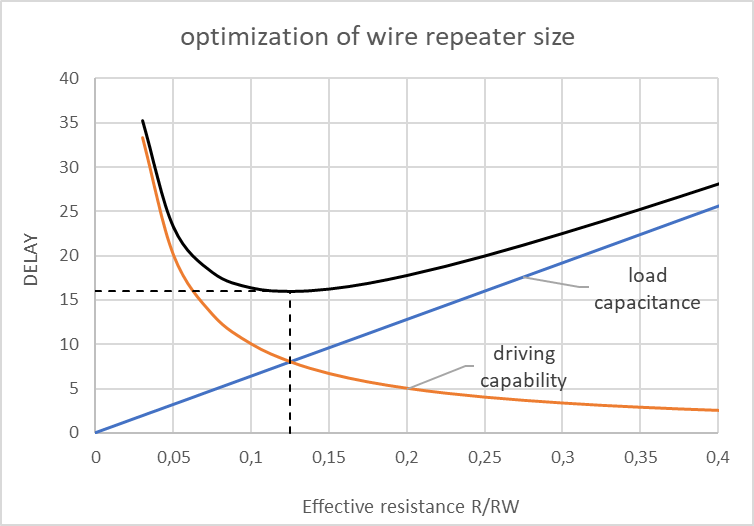 optimization of wire repeater size
40
35
30
25
20
15
10
5
0
DELAY
load
capacitance
driving
capability
0 0,05 0,1 0,15 0,2 0,25 0,3 0,35 0,4
Effective resistance R/RW